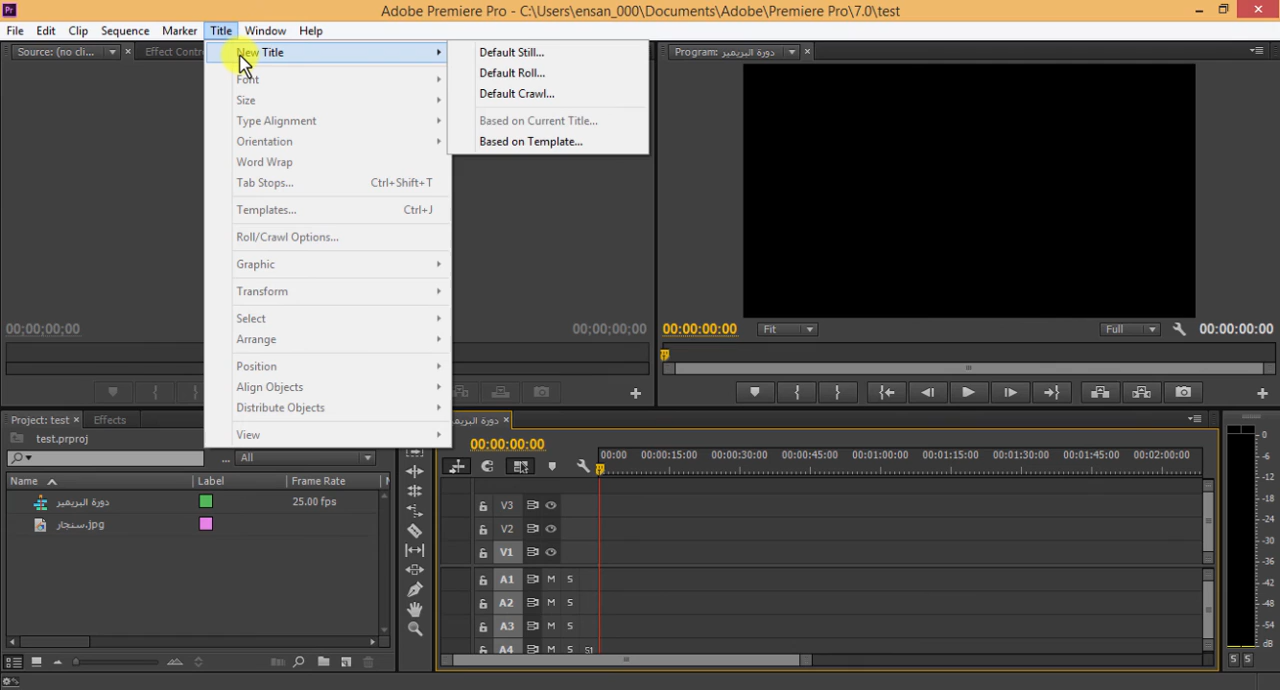 Adobe Premiere Pro - C:\Users\ensan_000\Documents\Adobe\Premiere Pro\7.0\test
File Edit Clip Sequence Marker Title Window Help
Source: (no cli... Effect Contr
New Title
Font
Size
Type Alignment
Orientation
Word Wrap
Tab Stops... Ctrl+Shift+T
Templates... Ctrl+J
Roll/Crawl Options...
Graphic
Transform
Select
Arrange
Position
Align Objects
Distribute Objects
View
Default Still...
Default Roll...
Default Crawl...
Based on Current Title...
Based on Template...
Program: دورة البريمير
00;00;00;00 00;00;00;00
00:00:00:00 Fit Full 00:00:00:00
Project: test Effects
test.prproj
... All
Name Label Frame Rate
دورة البريمير 25.00 fps
سنجار.jpg
دورة البريمير
00:00:00:00
00:00 00:00:15:00 00:00:30:00 00:00:45:00 00:01:00:00 00:01:15:00 00:01:30:00 00:01:45:00 00:02:00:00
V3
V2
V1
A1 M S
A2 M S
A3 M S
A4 M S S1
0
-6
-12
-18
-24
-30
-36
-42
-48
-54
dB
S S